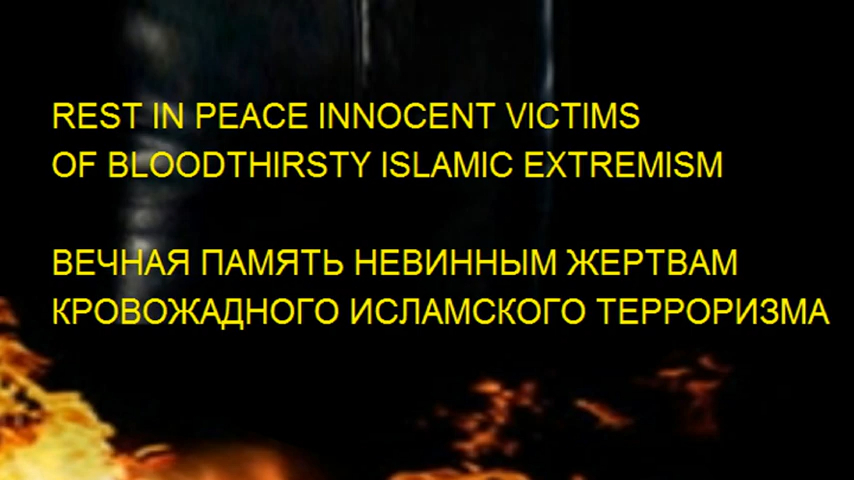 REST IN PEACE INNOCENT VICTIMS
OF BLOODTHIRSTY ISLAMIC EXTREMISM
ВЕЧНАЯ ПАМЯТЬ НЕВИННЫМ ЖЕРТВАМ
КРОВОЖАДНОГО ИСЛАМСКОГО ТЕРРОРИЗМА